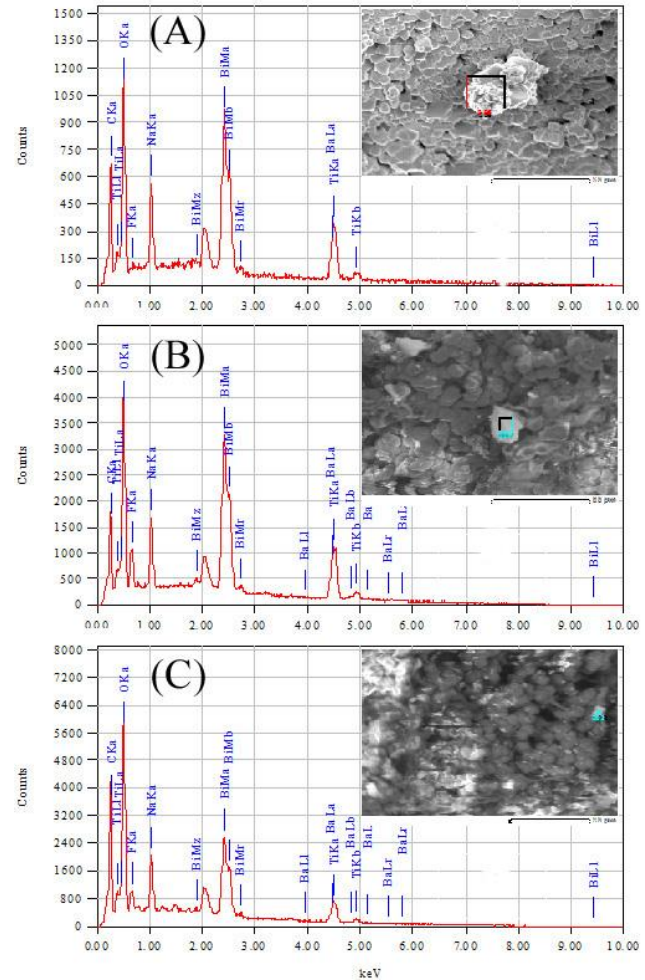 (A)
Counts
1500
1350
1200
1050
900
750
600
450
300
150
0
CKa
TiLl
TiLa
OKa
FKa
NaKa
BiMz
BiMa
BiMb
BiMr
TiKa
BaLa
TiKb
BiLl
0.00 1.00 2.00 3.00 4.00 5.00 6.00 7.00 8.00 9.00 10.00
(B)
Counts
5000
4500
4000
3500
3000
2500
2000
1500
1000
500
0
CKa
TiLl
TiLa
OKa
FKa
NaKa
BiMz
BiMa
BiMb
BiMr
BaLl
TiKa
BaLa
BaLb
TiKb
Ba
BaLr
BaL
BiLl
0.00 1.00 2.00 3.00 4.00 5.00 6.00 7.00 8.00 9.00 10.00
(C)
Counts
8000
7200
6400
5600
4800
4000
3200
2400
1600
800
0
CKa
TiLl
TiLa
OKa
FKa
NaKa
BiMz
BiMa
BiMb
BiMr
BaLl
TiKa
BaLa
BaLb
TiKb
BaL
BaLr
BaLr
BiLl
0.00 1.00 2.00 3.00 4.00 5.00 6.00 7.00 8.00 9.00 10.00
keV